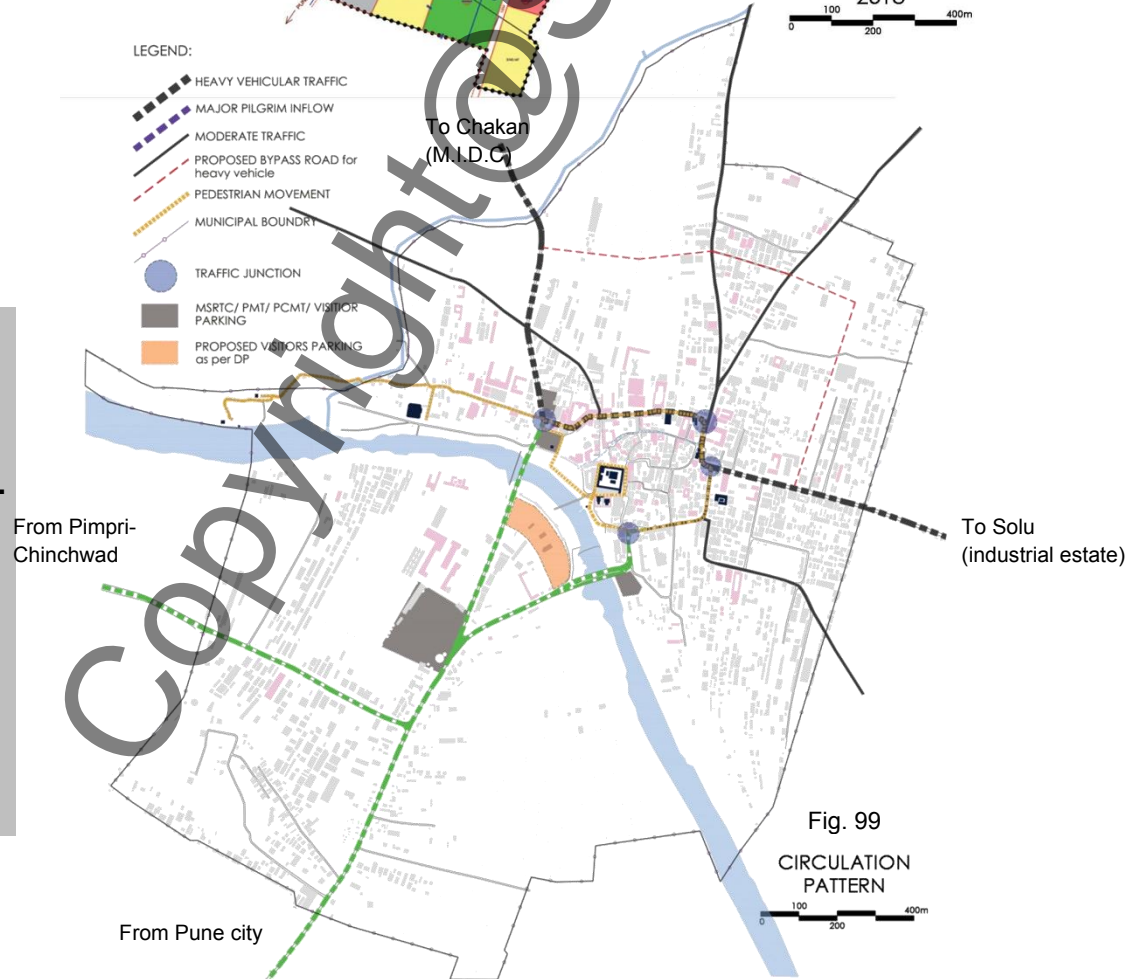 100
400m
0
200
LEGEND:
HEAVY VEHICULAR TRAFFIC
MAJOR PILGRIM INFLOW
MODERATE TRAFFIC
PROPOSED BYPASS ROAD for
heavy vehicle
PEDESTRIAN MOVEMENT
MUNICIPAL BOUNDRY
TRAFFIC JUNCTION
MSRTC/ PMT/ PCMT/ VISITIOR
PARKING
PROPOSED VISITORS PARKING
as per DP
To Chakan
(M.I.D.C)
From Pimpri-
Chinchwad
To Solu
(industrial estate)
From Pune city
Fig. 99
CIRCULATION
PATTERN
100
400m
0
200
Copyright@